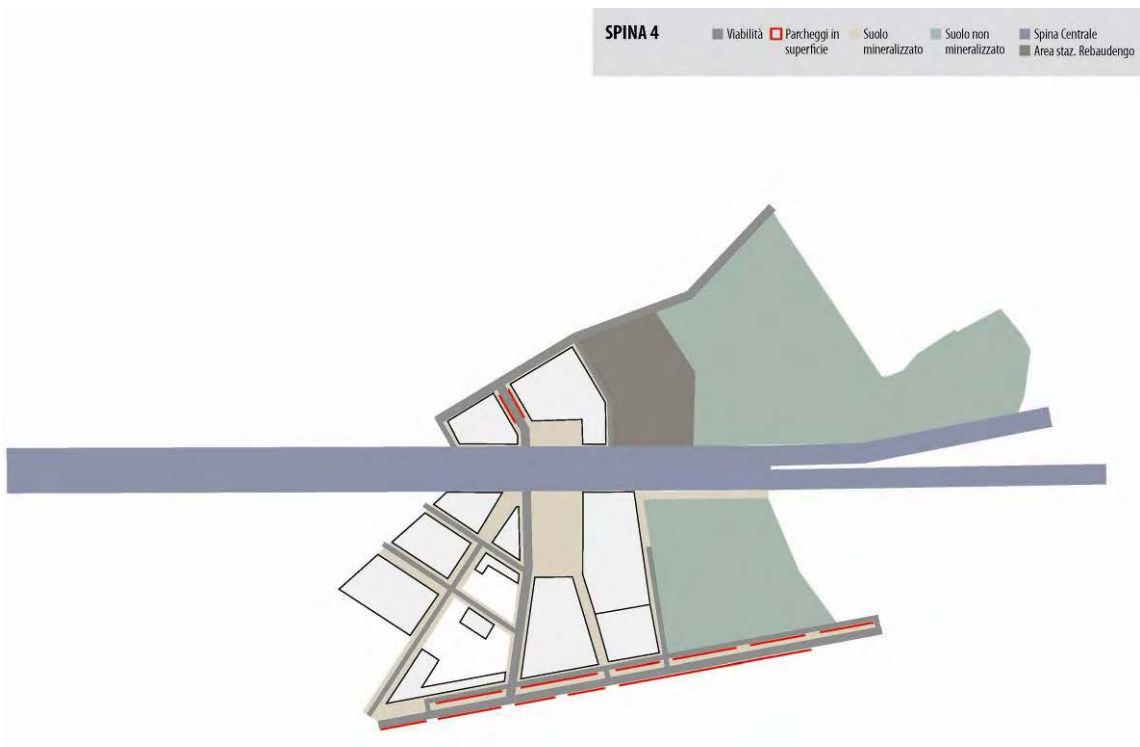 SPINA 4
Viabilità
Parcheggi in
superficie
Suolo
mineralizzato
Suolo non
mineralizzato
Spina Centrale
Area staz. Rebaudengo